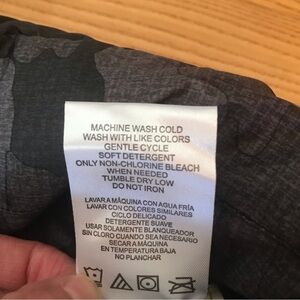 MACHINE WASH COLD
WASH WITH LIKE COLORS
GENTLE CYCLE
SOFT DETERGENT
ONLY NON-CHLORINE BLEACH
WHEN NEEDED
TUMBLE DRY LOW
DO NOT IRON
LAVAR A MÁQUINA CON AGUA FRÍA
LAVAR CON COLORES SIMILARES
CICLO DELICADO
DETERGENTE SUAVE
USAR SOLAMENTE BLANQUEADOR
SIN CLORO CUANDO SEA NECESARIO
SECAR A MÁQUINA
EN TEMPERATURA BAJA
NO PLANCHAR